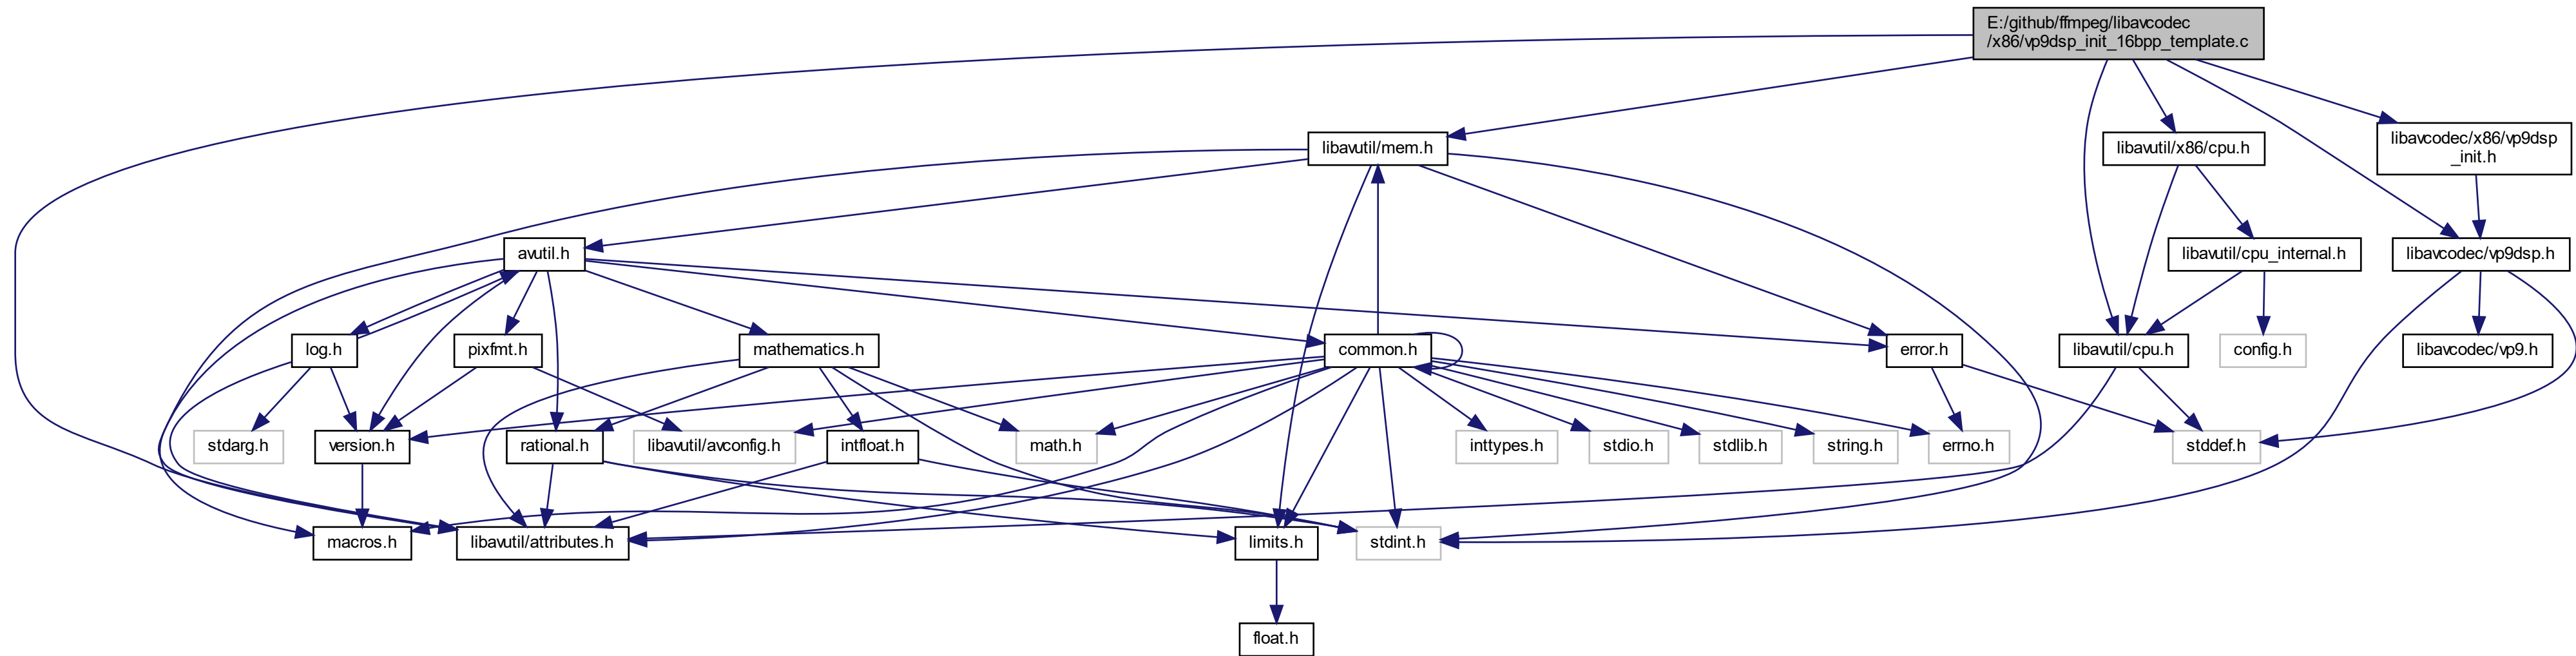 E:/github/ffmpeg/libavcodec
/x86/vp9dsp_init_16bpp_template.c
libavutil/mem.h
libavutil/x86/cpu.h
libavcodec/x86/vp9dsp
_init.h
avutil.h
libavutil/cpu_internal.h
libavcodec/vp9dsp.h
log.h
pixfmt.h
mathematics.h
common.h
error.h
libavutil/cpu.h
config.h
libavcodec/vp9.h
stdarg.h
version.h
rational.h
libavutil/avconfig.h
intfloat.h
math.h
inttypes.h
stdio.h
stdlib.h
string.h
errno.h
stddef.h
macros.h
libavutil/attributes.h
limits.h
stdint.h
float.h